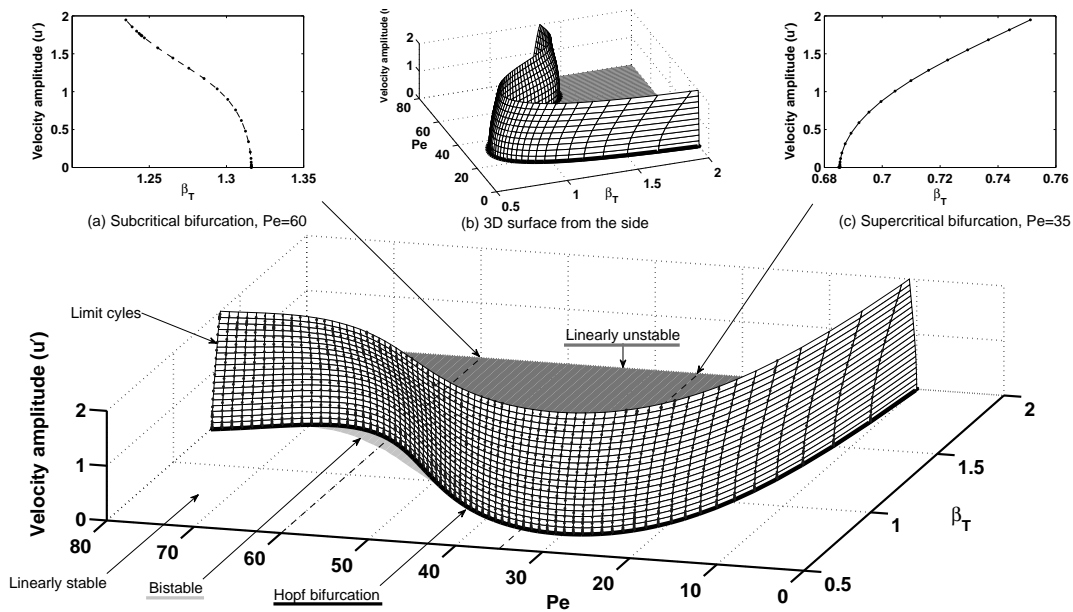 Velocity amplitude (u′)
2
1.5
1
0.5
0
1.25
1.3
1.35
β_T
(a) Subcritical bifurcation, Pe=60
Velocity amplitude (
2
1
0
80
60
40
20
0
Pe
0.5
1
1.5
2
β_T
(b) 3D surface from the side
Velocity amplitude (u′)
2
1.5
1
0.5
0
0.68
0.7
0.72
0.74
0.76
β_T
(c) Supercritical bifurcation, Pe=35
Limit cyles
Linearly unstable
Velocity amplitude (u′)
2
1
0
80
70
60
50
40
30
20
10
0
Pe
0.5
1
1.5
2
β_T
Linearly stable
Bistable
Hopf bifurcation